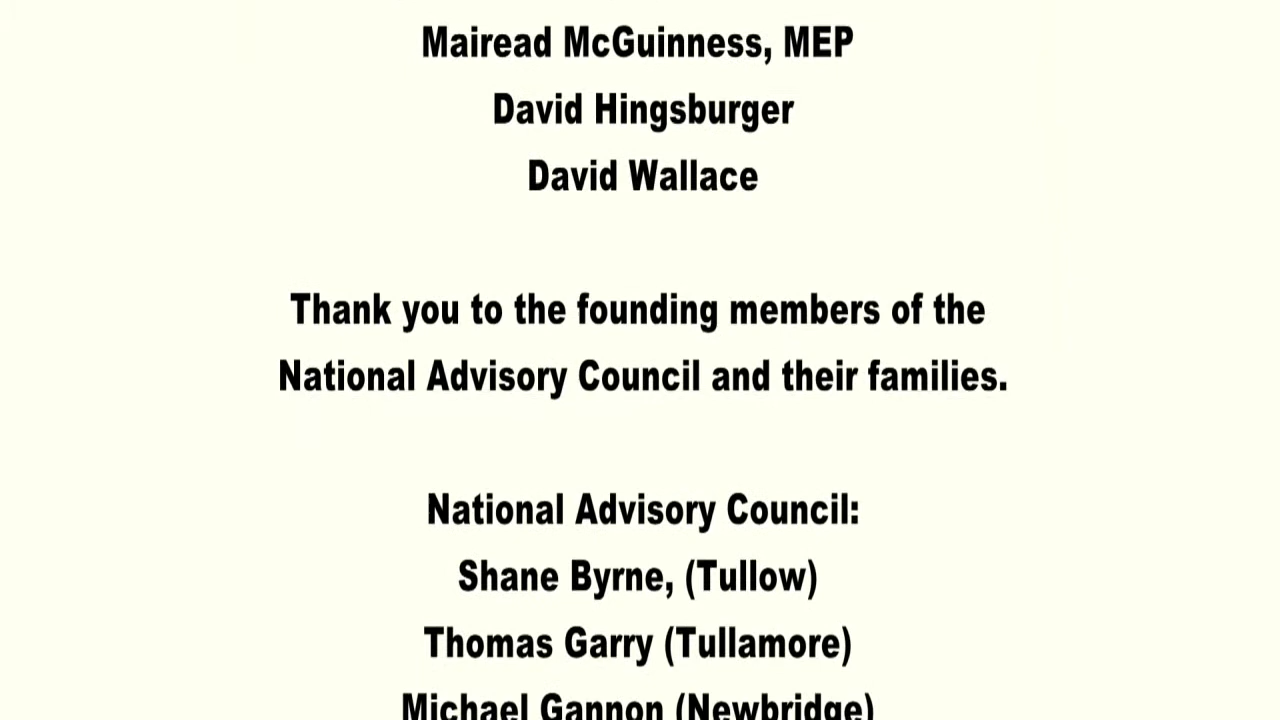 Mairead McGuinness, MEP
David Hingsburger
David Wallace
Thank you to the founding members of the
National Advisory Council and their families.
National Advisory Council:
Shane Byrne, (Tullow)
Thomas Garry (Tullamore)
Michael Gannon (Newbridge)